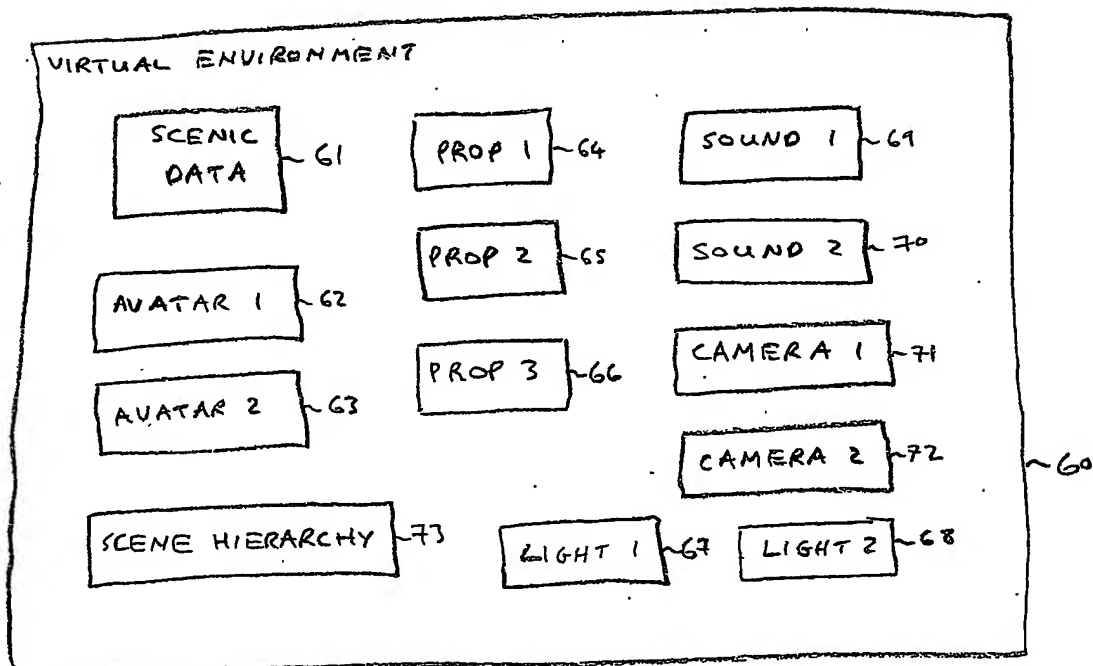 VIRTUAL ENVIRONMENT
SCENIC
DATA
61
PROP 1
64
SOUND 1
69
PROP 2
65
SOUND 2
70
AVATAR 1
62
PROP 3
66
CAMERA 1
71
AVATAR 2
63
CAMERA 2
72
60
SCENE HIERARCHY
73
LIGHT 1
67
LIGHT 2
68